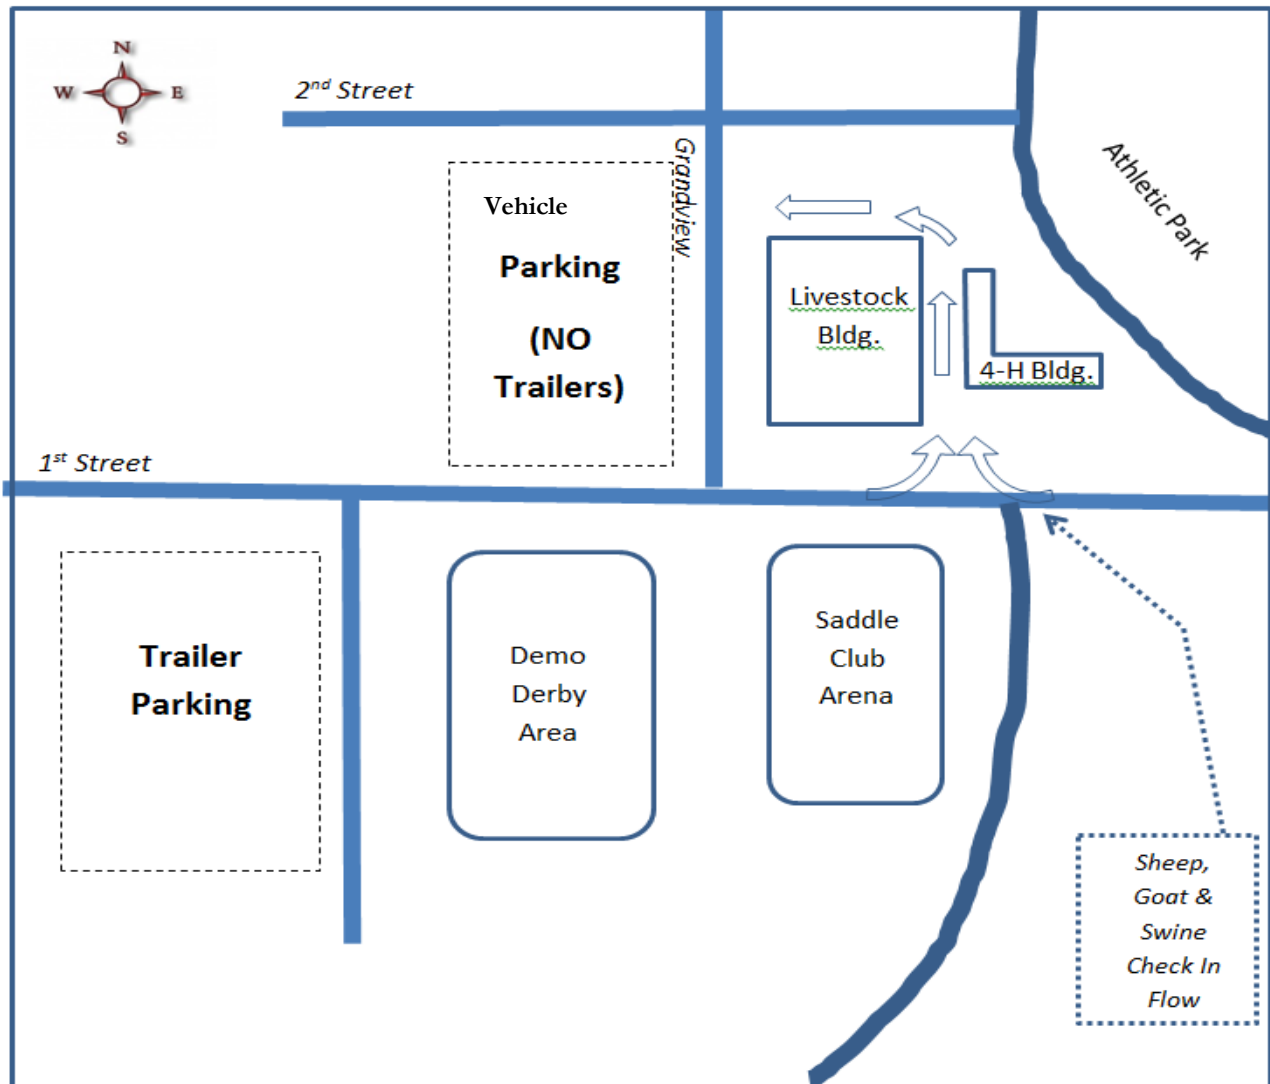 N
W E
S
2nd Street
Grandview
Athletic Park
Vehicle
Parking
(NO
Trailers)
Livestock
Bldg.
4-H Bldg.
1st Street
Trailer
Parking
Demo
Derby
Area
Saddle
Club
Arena
Sheep,
Goat &
Swine
Check In
Flow